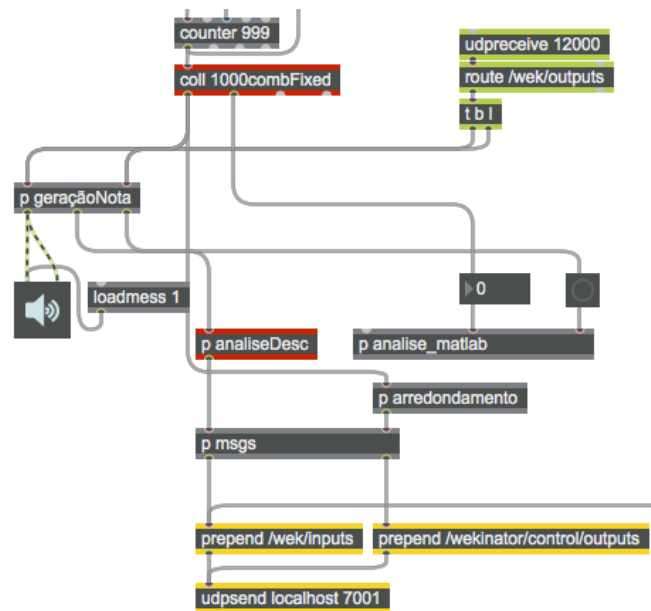 counter 999
udpreceive 12000
coll 1000combFixed
route /wek/outputs
t b l
p geraçãoNota
loadmess 1
0
p analiseDesc
p analise_matlab
p arredondamento
p msgs
prepend /wek/inputs
prepend /wekinator/control/outputs
udpsend localhost 7001